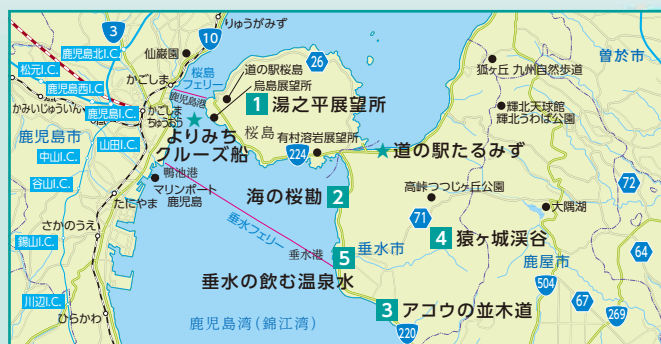 りゅうがみず
3
10
仙巌園
鹿児島北I.C.
松元I.C.
かごしま
桜島
フェリー
道の駅桜島
烏島展望所
26
狐ヶ丘 九州自然歩道
曽於市
鹿児島西I.C.
かみいじゅういん
鹿児島I.C.
かごしま
ちゅうおう
鹿児島港
1 湯之平展望所
輝北天球館
輝北うわば公園
鹿児島市
山田I.C.
よりみち
クルーズ船
桜島
有村溶岩展望所
224
道の駅たるみず
中山I.C.
鴨池港
谷山I.C.
マリンポート
鹿児島
たにやま
海の桜勘 2
高峠つつじヶ丘公園
72
71
大隅湖
さかのうえ
垂水フェリー
4 猿ヶ城渓谷
錫山I.C.
垂水港
5
垂水市
64
垂水の飲む温泉水
鹿屋市
504
川辺I.C.
ひらかわ
鹿児島湾(錦江湾)
3 アコウの並木道
220
67
269